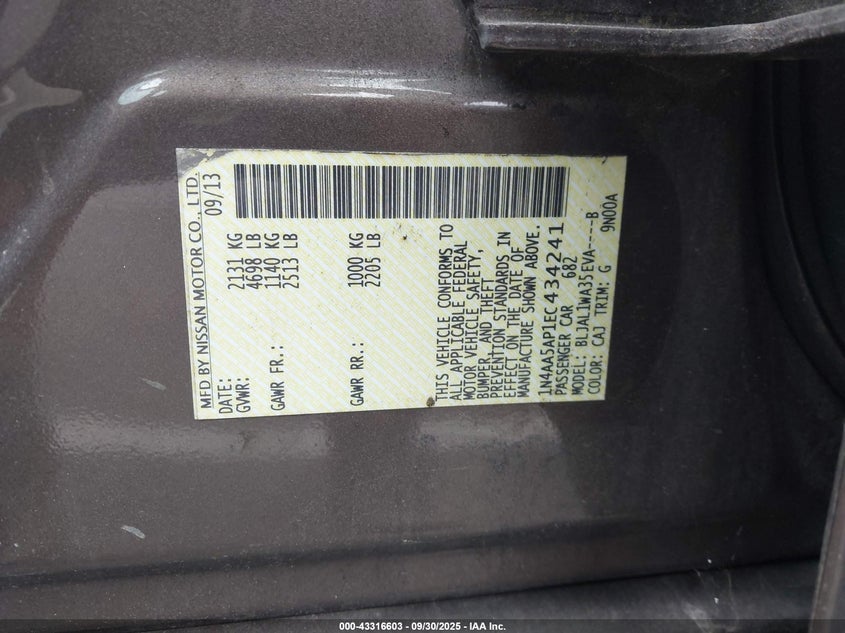 MFD BY NISSAN MOTOR CO., LTD.
DATE: 09/13
GVWR: 2131 KG
4698 LB
GAWR FR.: 1140 KG
2513 LB
GAWR RR.: 1000 KG
2205 LB
THIS VEHICLE CONFORMS TO
ALL APPLICABLE FEDERAL
MOTOR VEHICLE SAFETY,
BUMPER, AND THEFT
PREVENTION STANDARDS IN
EFFECT ON THE DATE OF
MANUFACTURE SHOWN ABOVE.
1N4AA5AP1EC434241
PASSENGER CAR 682
MODEL: BLJAL1WA35EVA-----B
COLOR: CAJ TRIM: G 9N00A
000-43316603 - 09/30/2025 - IAA Inc.